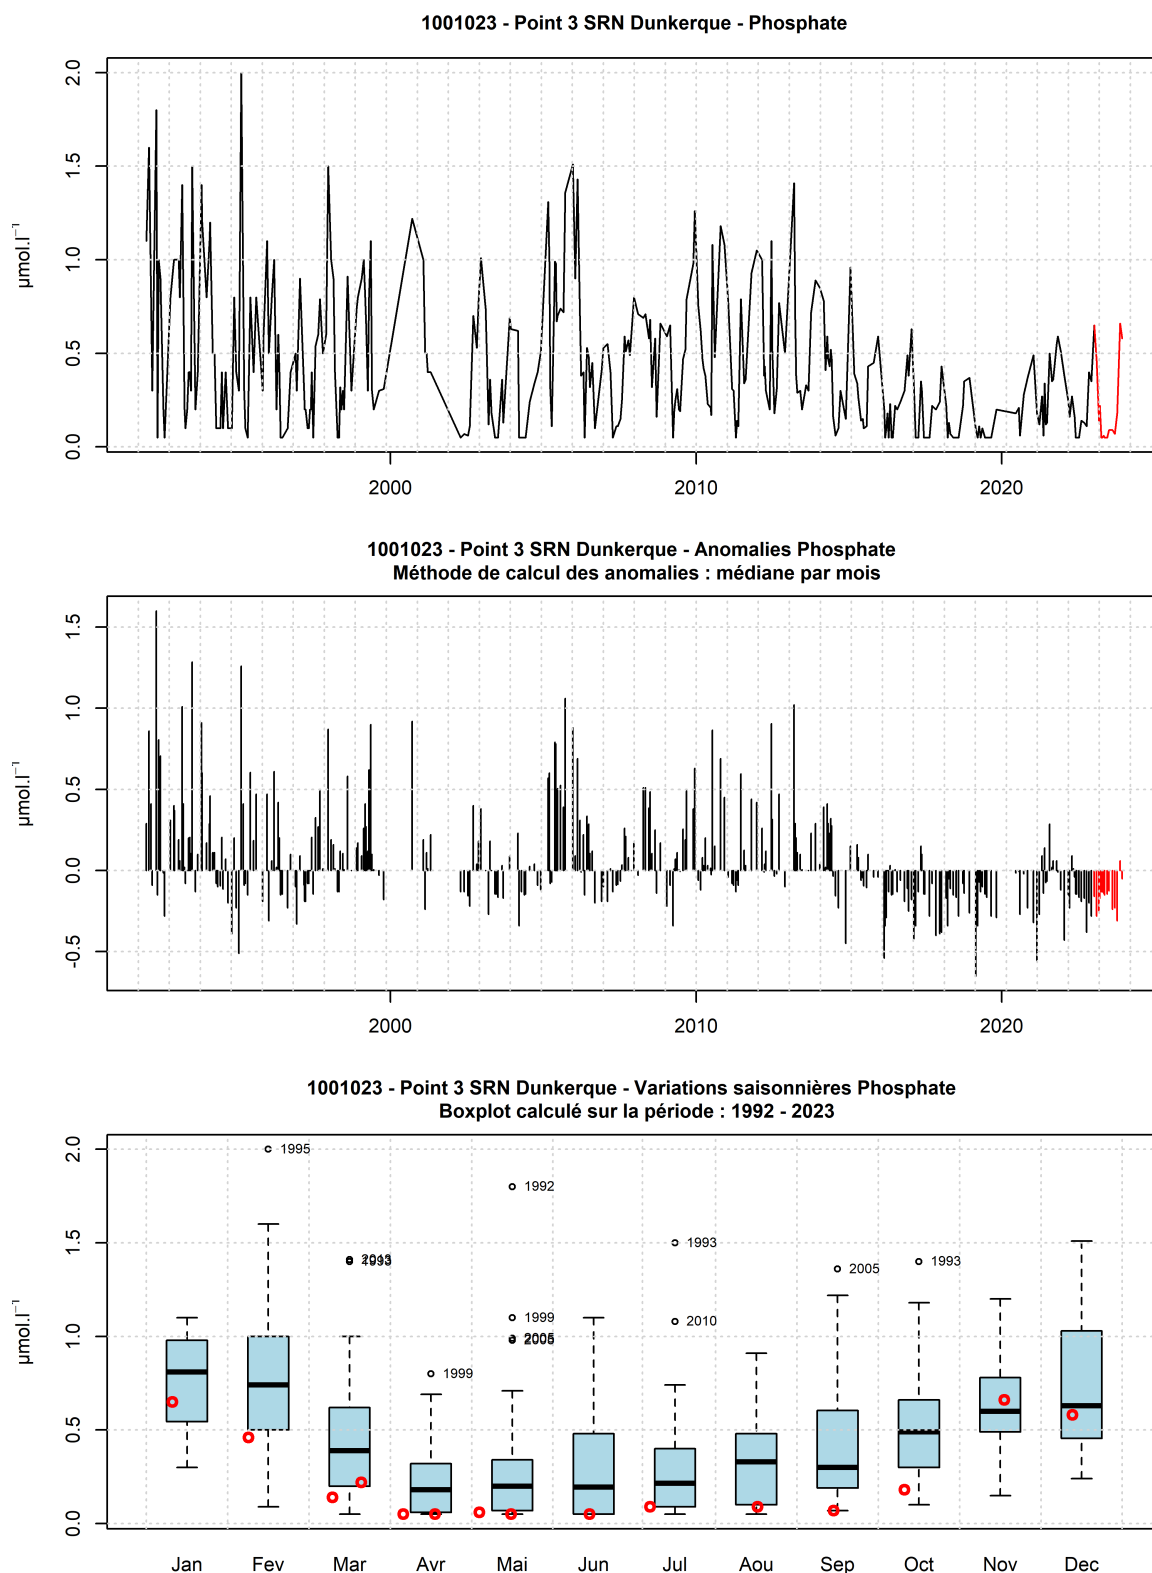 1001023 - Point 3 SRN Dunkerque - Phosphate
2.0
1.5
1.0
0.5
0.0
µmol.l⁻¹
2000 2010 2020
1001023 - Point 3 SRN Dunkerque - Anomalies Phosphate
Méthode de calcul des anomalies : médiane par mois
1.5
1.0
0.5
0.0
-0.5
µmol.l⁻¹
2000 2010 2020
1001023 - Point 3 SRN Dunkerque - Variations saisonnières Phosphate
Boxplot calculé sur la période : 1992 - 2023
2.0
1.5
1.0
0.5
0.0
µmol.l⁻¹
1995
1992
1993
2013
2005
1993
1999
2010
1999
Jan Fev Mar Avr Mai Jun Jul Aou Sep Oct Nov Dec